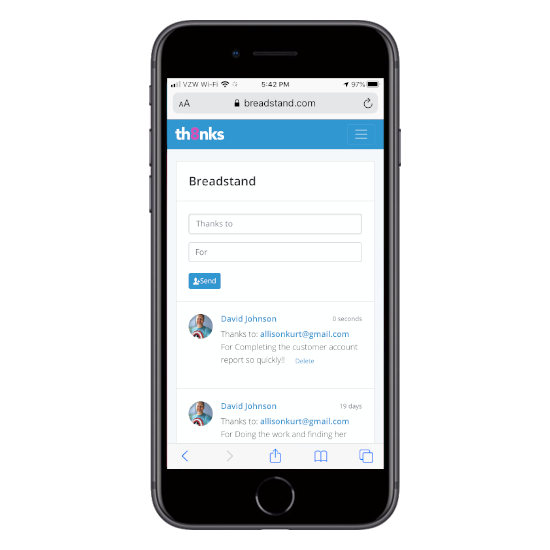 VZW Wi-Fi 5:42 PM 97%
AA breadstand.com
th nks
Breadstand
Thanks to
For
Send
David Johnson 0 seconds
Thanks to: allisonkurt@gmail.com
For Completing the customer account
report so quickly!! Delete
David Johnson 19 days
Thanks to: allisonkurt@gmail.com
For Doing the work and finding her